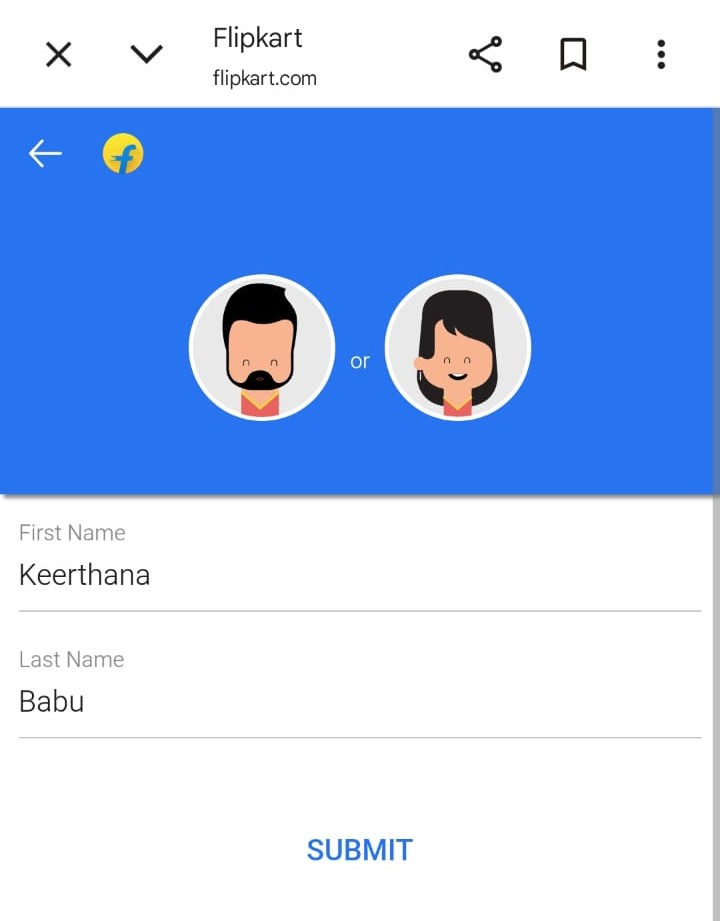 Flipkart
flipkart.com
or
First Name
Keerthana
Last Name
Babu
SUBMIT